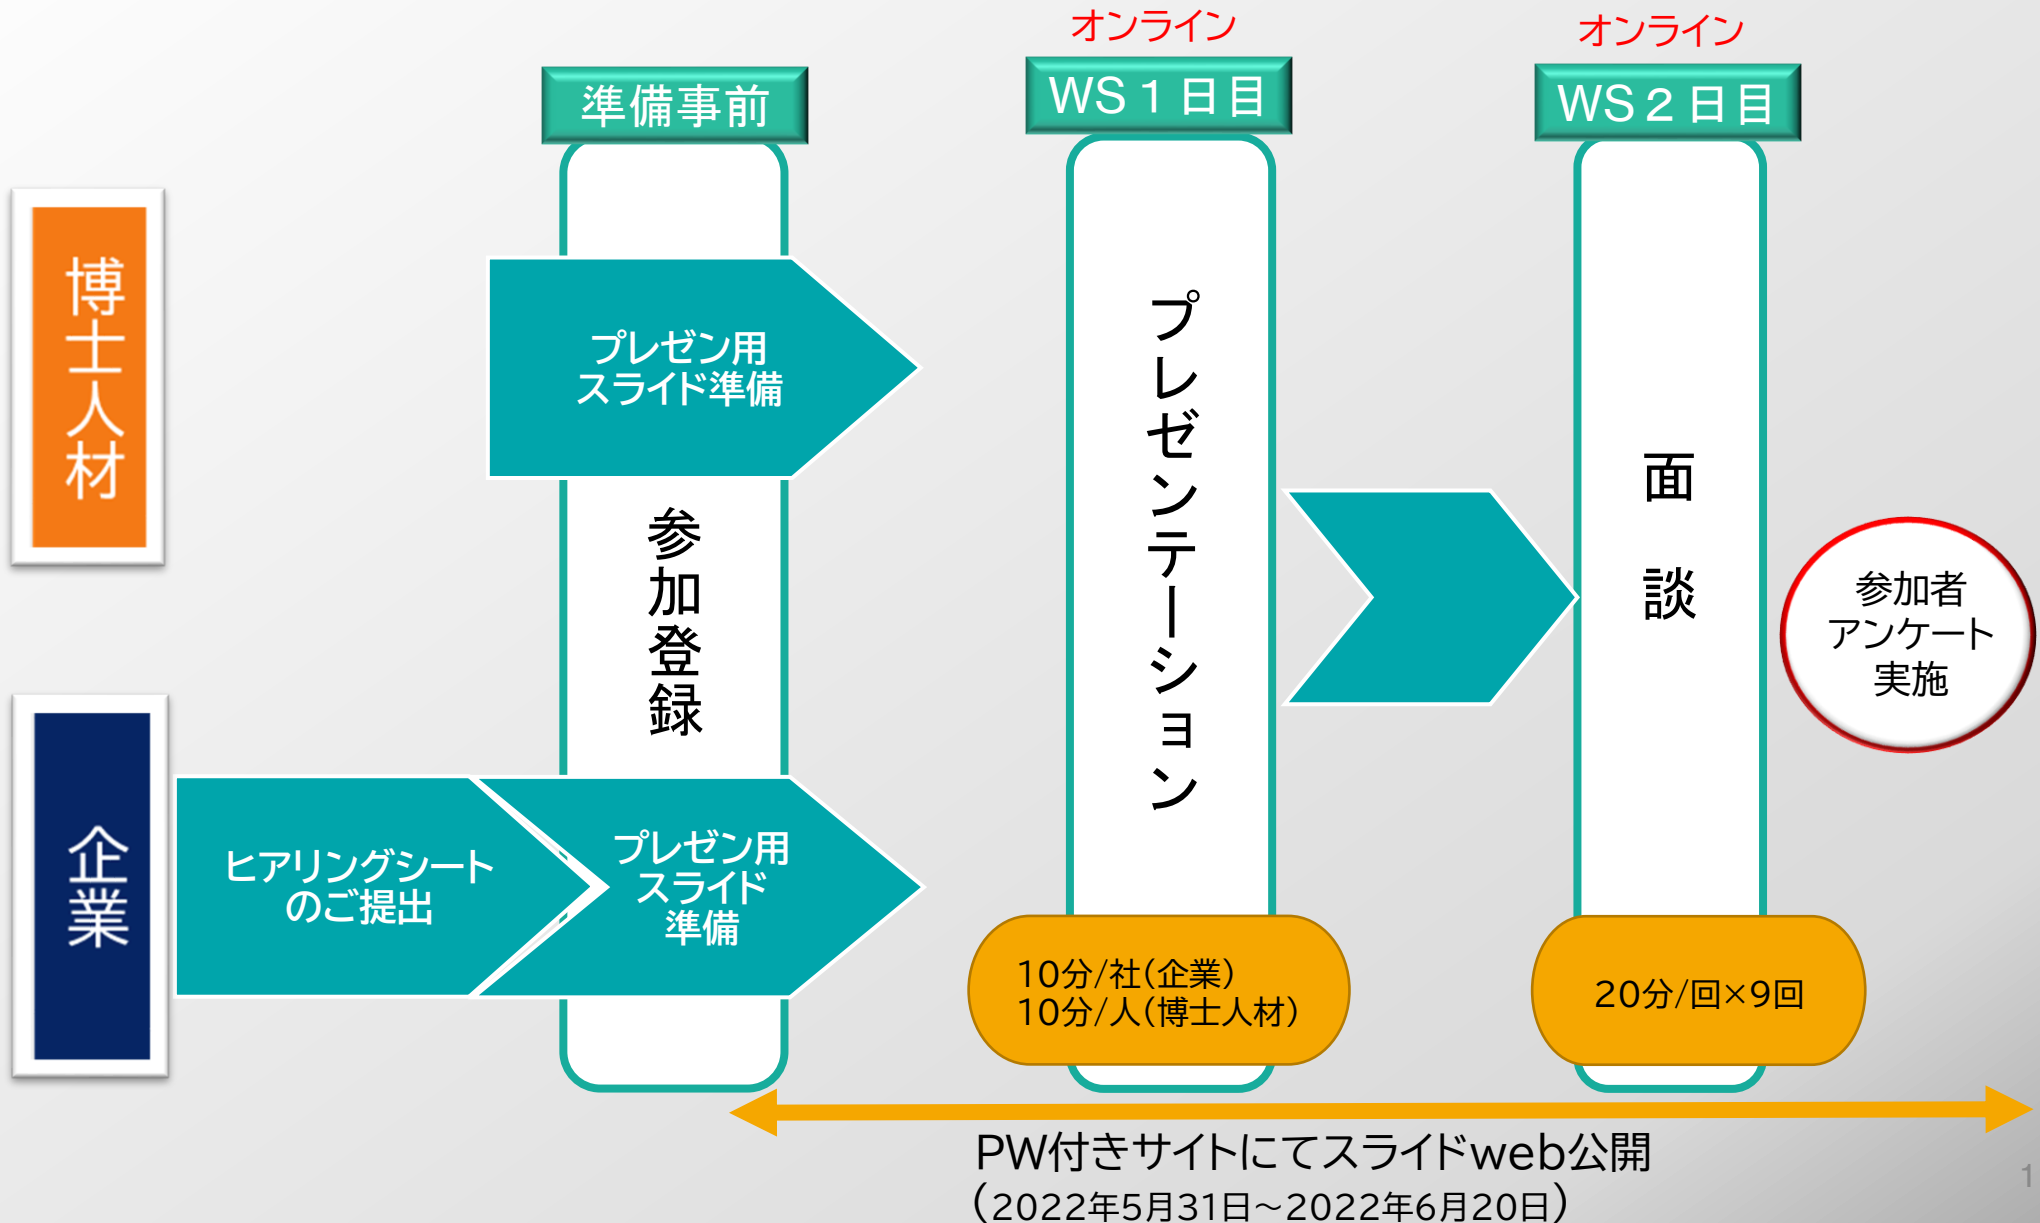 オンライン
オンライン
準備事前
WS１日目
WS２日目
博士人材
プレゼン用
スライド準備
参加登録
プレゼンテーション
面談
参加者
アンケート
実施
企業
ヒアリングシート
のご提出
プレゼン用
スライド
準備
10分/社(企業)
10分/人(博士人材)
20分/回×9回
PW付きサイトにてスライドweb公開
(2022年5月31日～2022年6月20日)
1